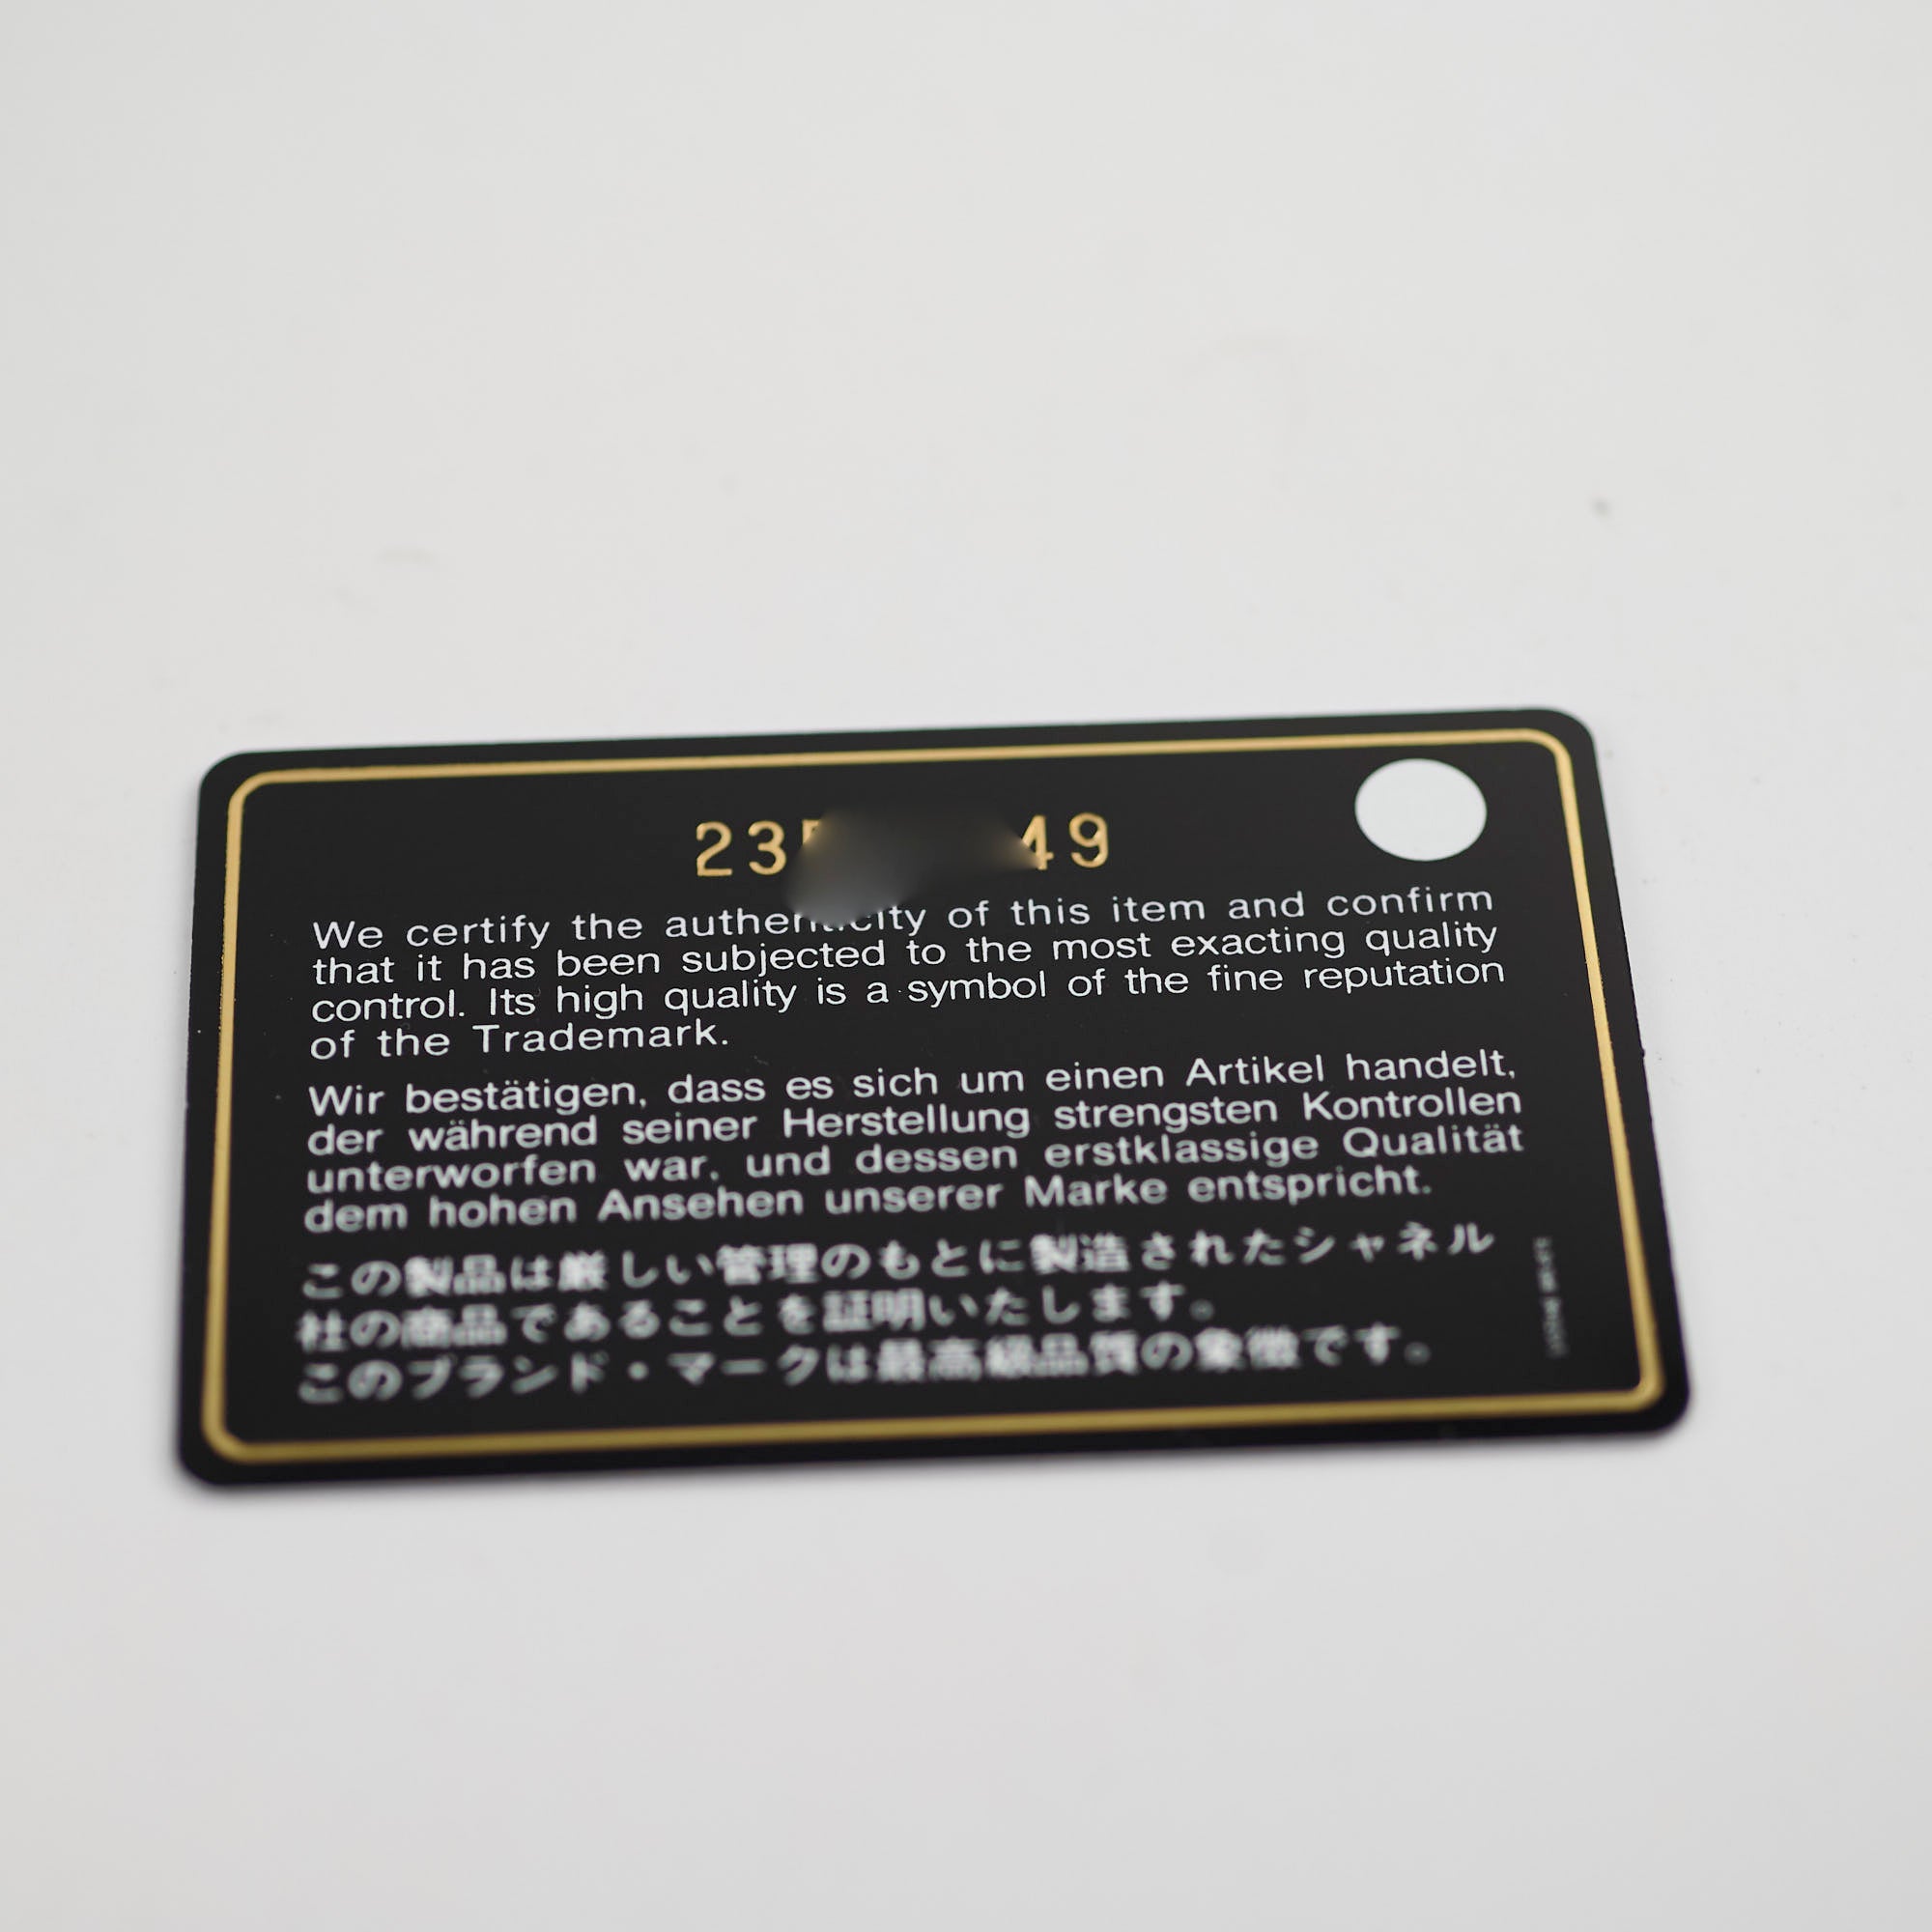 23 49
We certify the authenticity of this item and confirm
that it has been subjected to the most exacting quality
control. Its high quality is a symbol of the fine reputation
of the Trademark.
Wir bestätigen, dass es sich um einen Artikel handelt,
der während seiner Herstellung strengsten Kontrollen
unterworfen war, und dessen erstklassige Qualität
dem hohen Ansehen unserer Marke entspricht.
この製品は厳しい管理のもとに製造されたシャネル
社の商品であることを証明いたします。
このブランド・マークは最高級品質の象徴です。